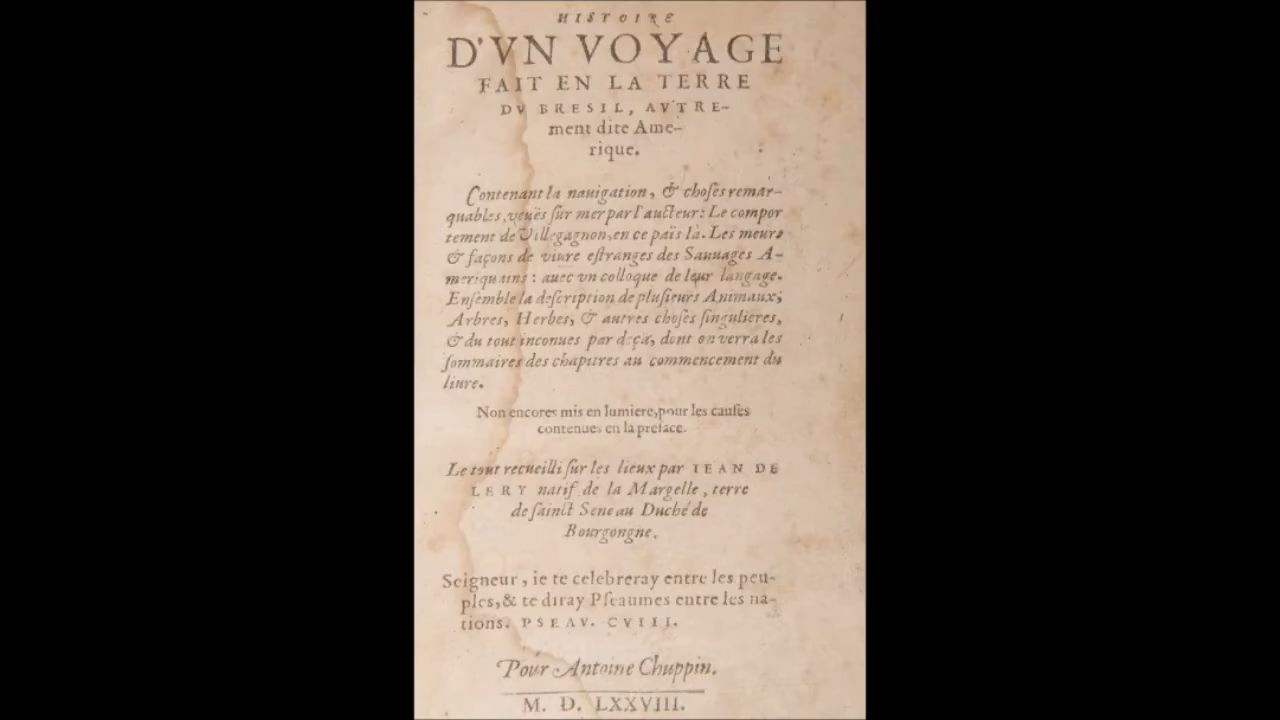 HISTOIRE
D'VN VOYAGE
FAIT EN LA TERRE
DV BRESIL, AVTRE-
ment dite Ame-
rique.
Contenant la nauigation, & choſes remar-
quables, veuës ſur mer par l'aucteur: Le compor
tement de Villegagnon, en ce païs là. Les meurs
& façons de viure eſtranges des Sauuages A-
meriquains: auec vn colloque de leur langage.
Enſemble la deſcription de pluſieurs Animaux,
Arbres, Herbes, & autres choſes ſingulieres,
& du tout inconues par deçà, dont on verra les
ſommaires des chapitres au commencement du
liure.
Non encores mis en lumiere, pour les cauſes
contenues en la preface.
Le tout recueilli ſur les lieux par IEAN DE
LERY natif de la Margelle, terre
de ſainct Sene au Duché de
Bourgongne.
Seigneur, ie te celebreray entre les peu-
ples, & te diray Pſeaumes entre les na-
tions. PSEAV. CVIII.
Pour Antoine Chuppin.
M. D. LXXVIII.